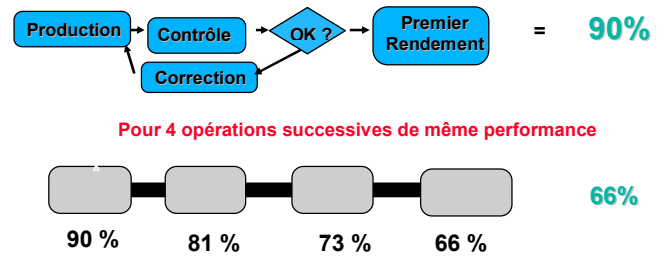 Production
Contrôle
OK ?
Premier
Rendement
=
90%
Correction
Pour 4 opérations successives de même performance
66%
90 %
81 %
73 %
66 %